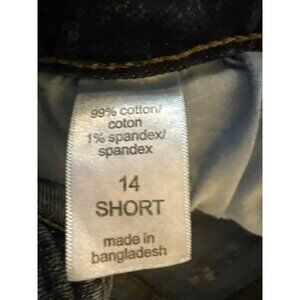 99% cotton/
coton
1% spandex/
spandex
14
SHORT
made in
bangladesh